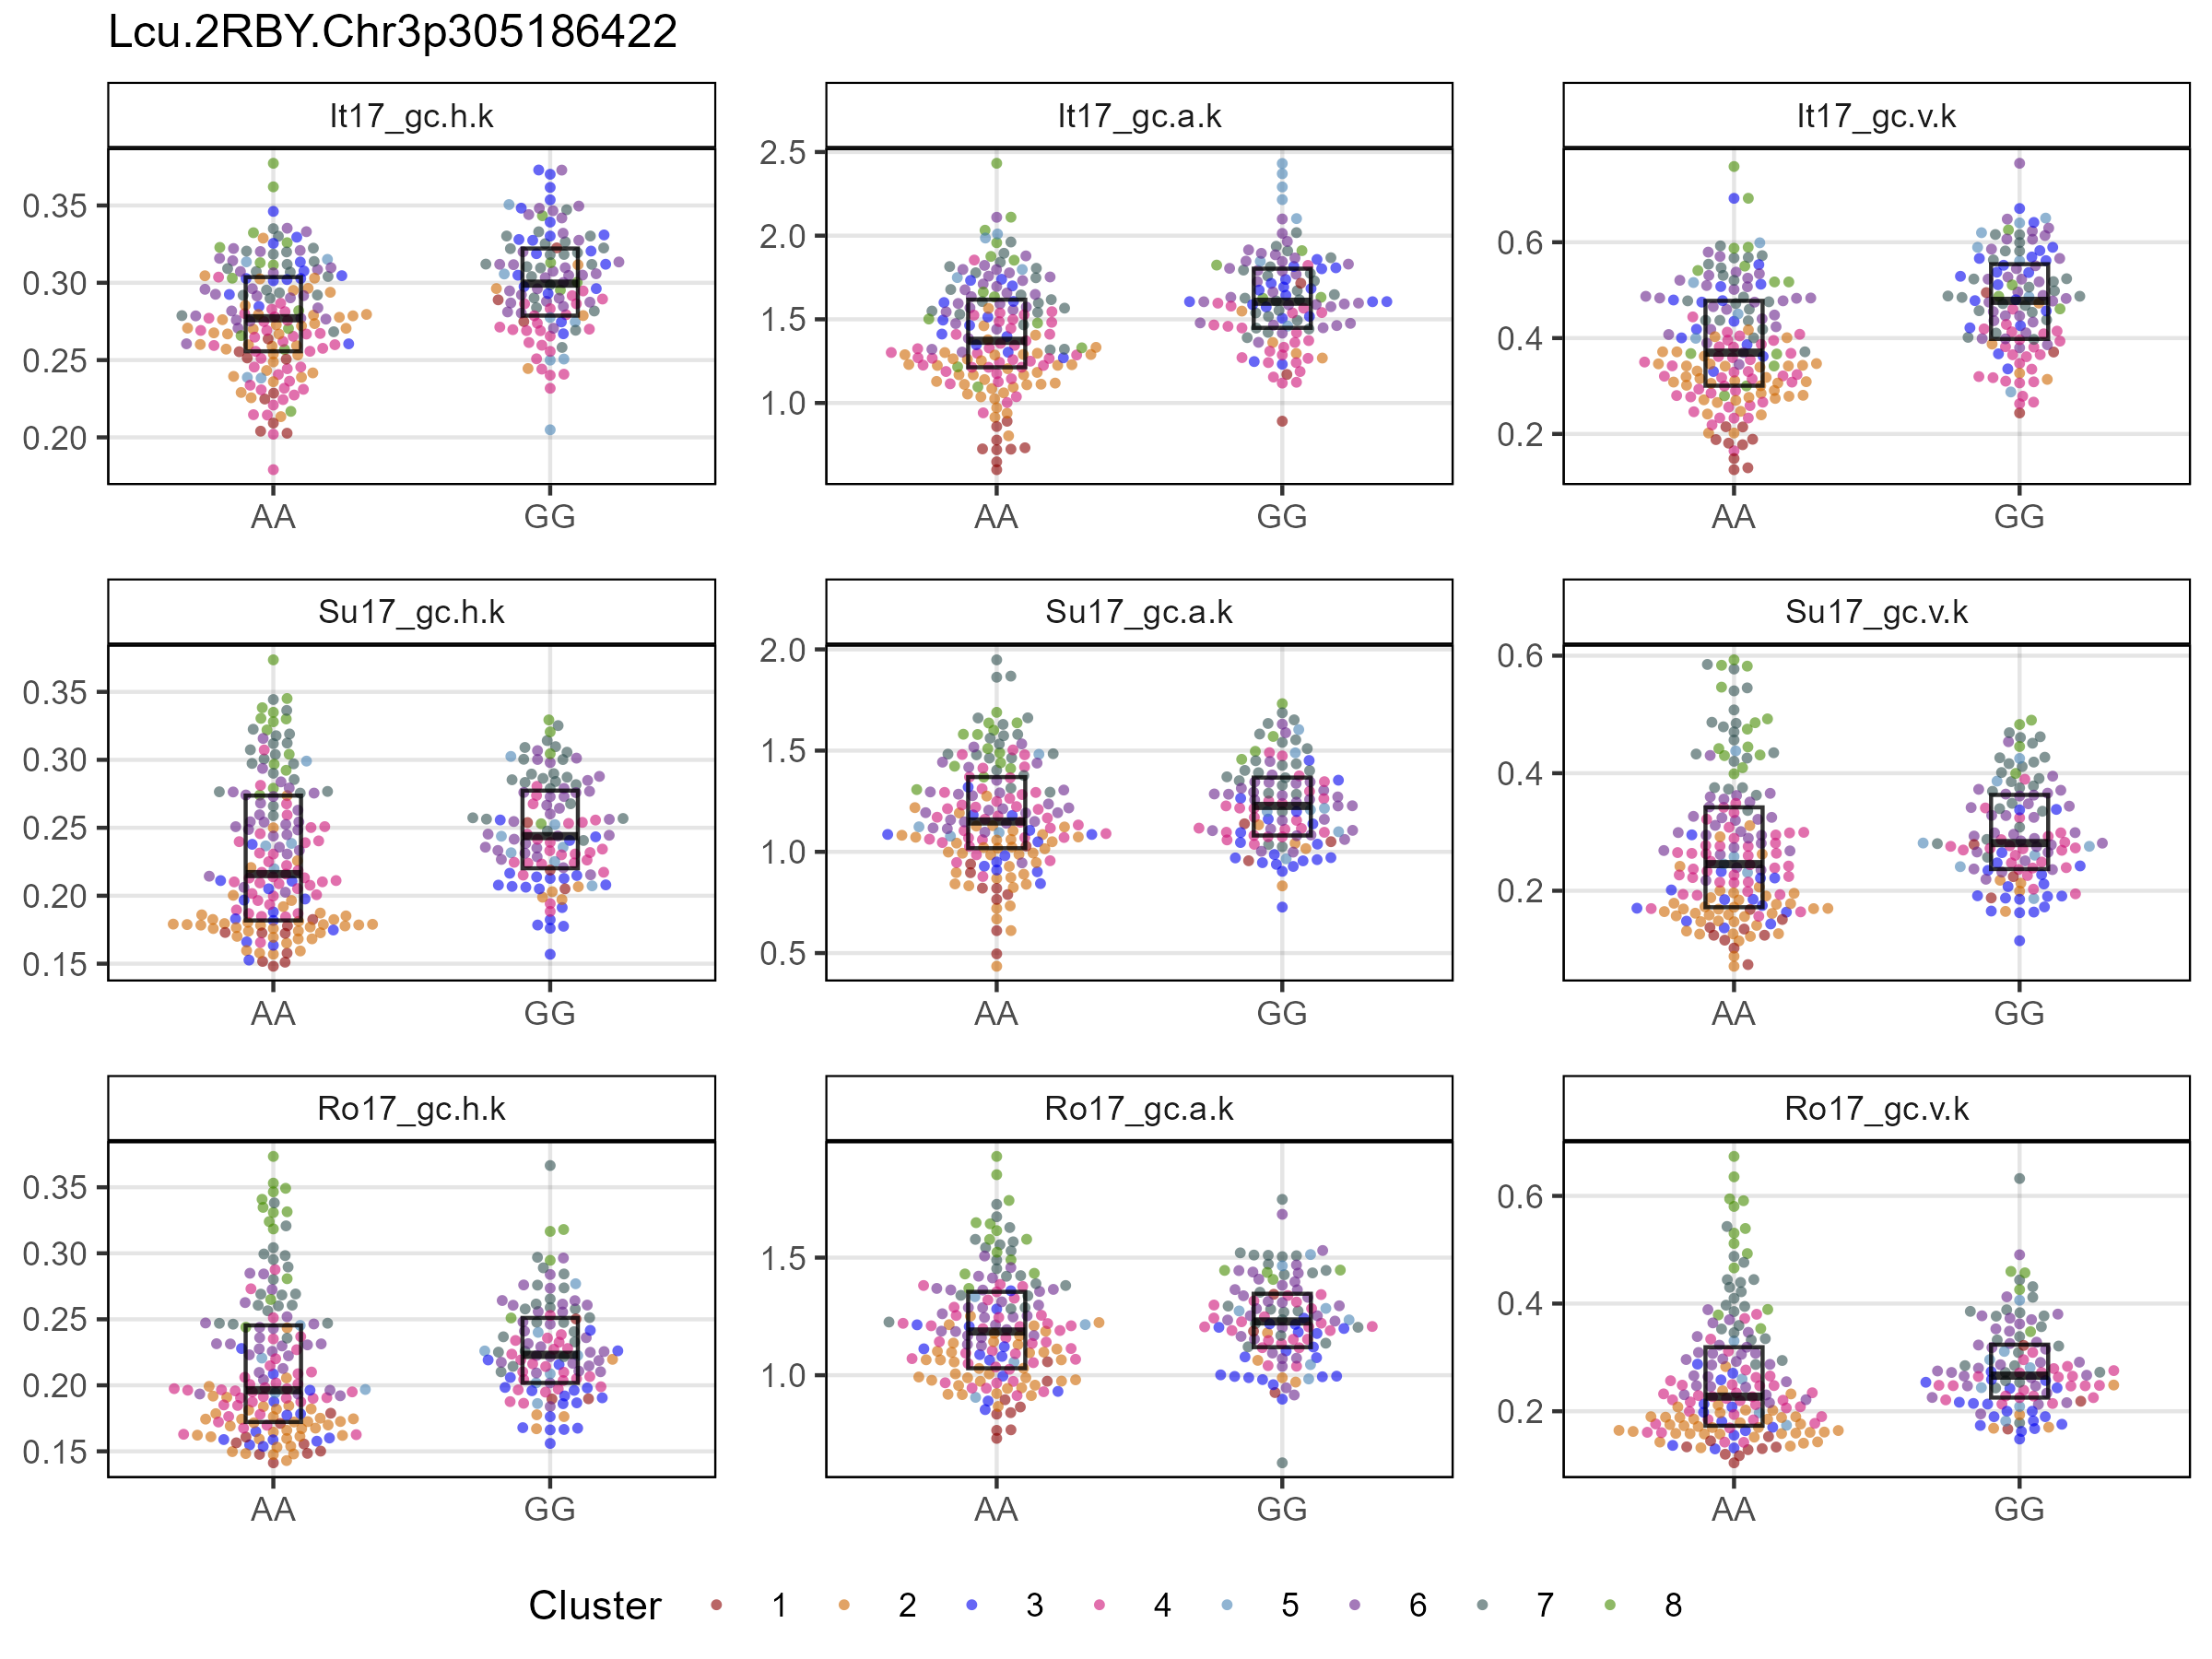 Lcu.2RBY.Chr3p305186422
It17_gc.h.k
It17_gc.a.k
It17_gc.v.k
0.35
0.30
0.25
0.20
AA
GG
2.5
2.0
1.5
1.0
AA
GG
0.6
0.4
0.2
AA
GG
Su17_gc.h.k
Su17_gc.a.k
Su17_gc.v.k
0.35
0.30
0.25
0.20
0.15
AA
GG
2.0
1.5
1.0
0.5
AA
GG
0.6
0.4
0.2
AA
GG
Ro17_gc.h.k
Ro17_gc.a.k
Ro17_gc.v.k
0.35
0.30
0.25
0.20
0.15
AA
GG
1.5
1.0
AA
GG
0.6
0.4
0.2
AA
GG
Cluster 1 2 3 4 5 6 7 8